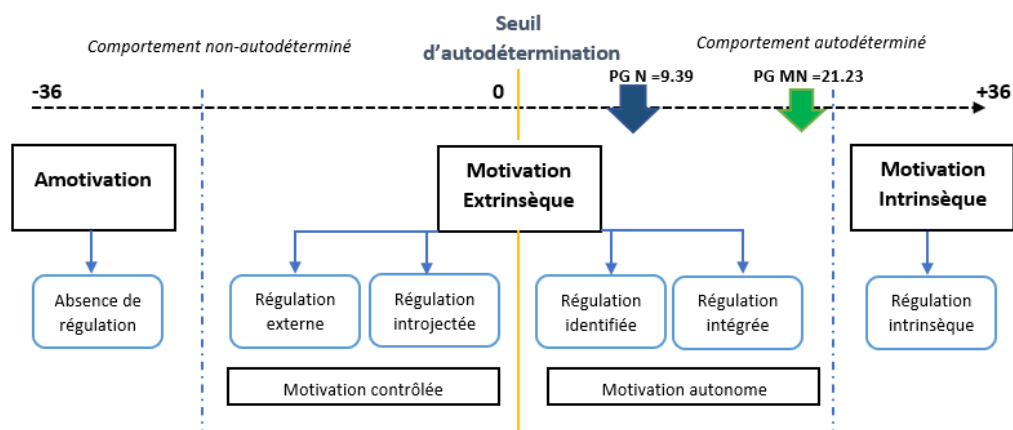 Seuil
d'autodétermination
Comportement non-autodéterminé
Comportement autodéterminé
PG N =9.39
PG MN =21.23
-36
0
+36
Amotivation
Motivation
Extrinsèque
Motivation
Intrinsèque
Absence de
régulation
Régulation
externe
Régulation
introjectée
Régulation
identifiée
Régulation
intégrée
Régulation
intrinsèque
Motivation contrôlée
Motivation autonome